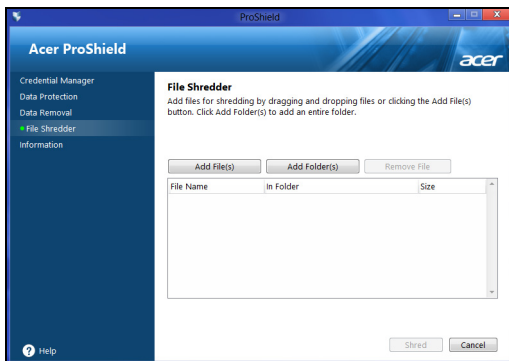 ProShield
Acer ProShield
acer
Credential Manager
Data Protection
Data Removal
File Shredder
Information
File Shredder
Add files for shredding by dragging and dropping files or clicking the Add File(s)
button. Click Add Folder(s) to add an entire folder.
Add File(s) Add Folder(s) Remove File
File Name In Folder Size
Shred Cancel
? Help